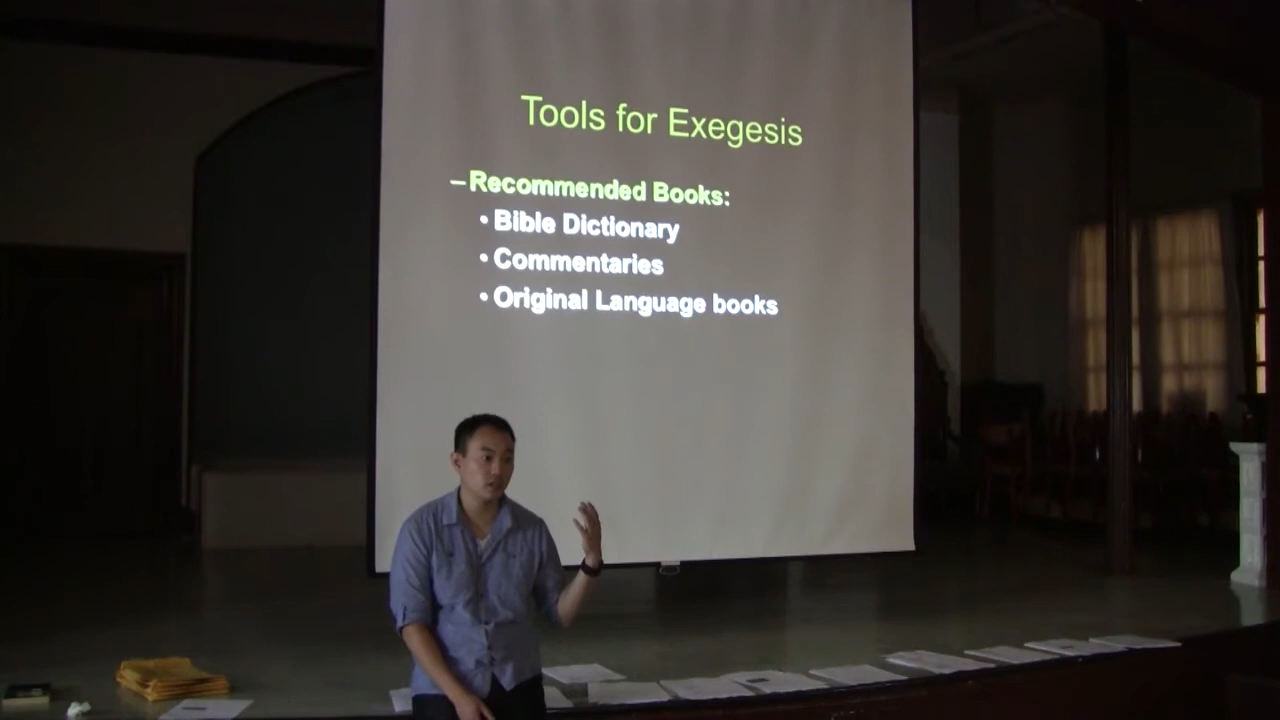 Tools for Exegesis
–Recommended Books:
• Bible Dictionary
• Commentaries
• Original Language books